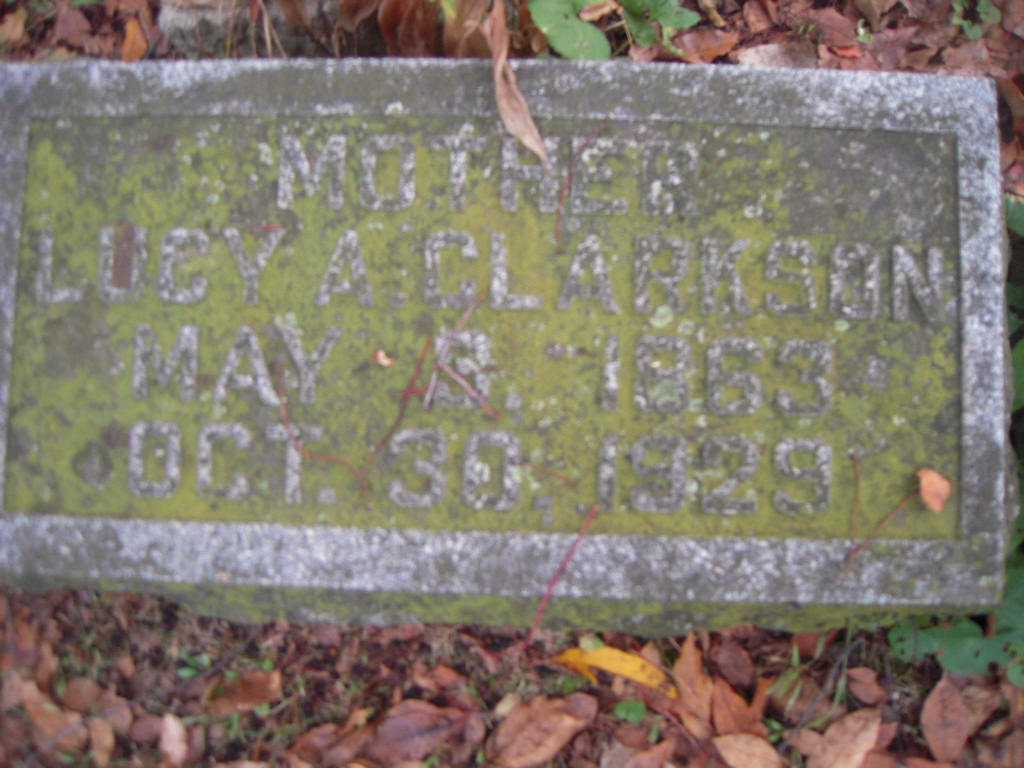 MOTHER
LUCY A. CLARKSON
MAY 8, 1863
OCT. 30, 1929